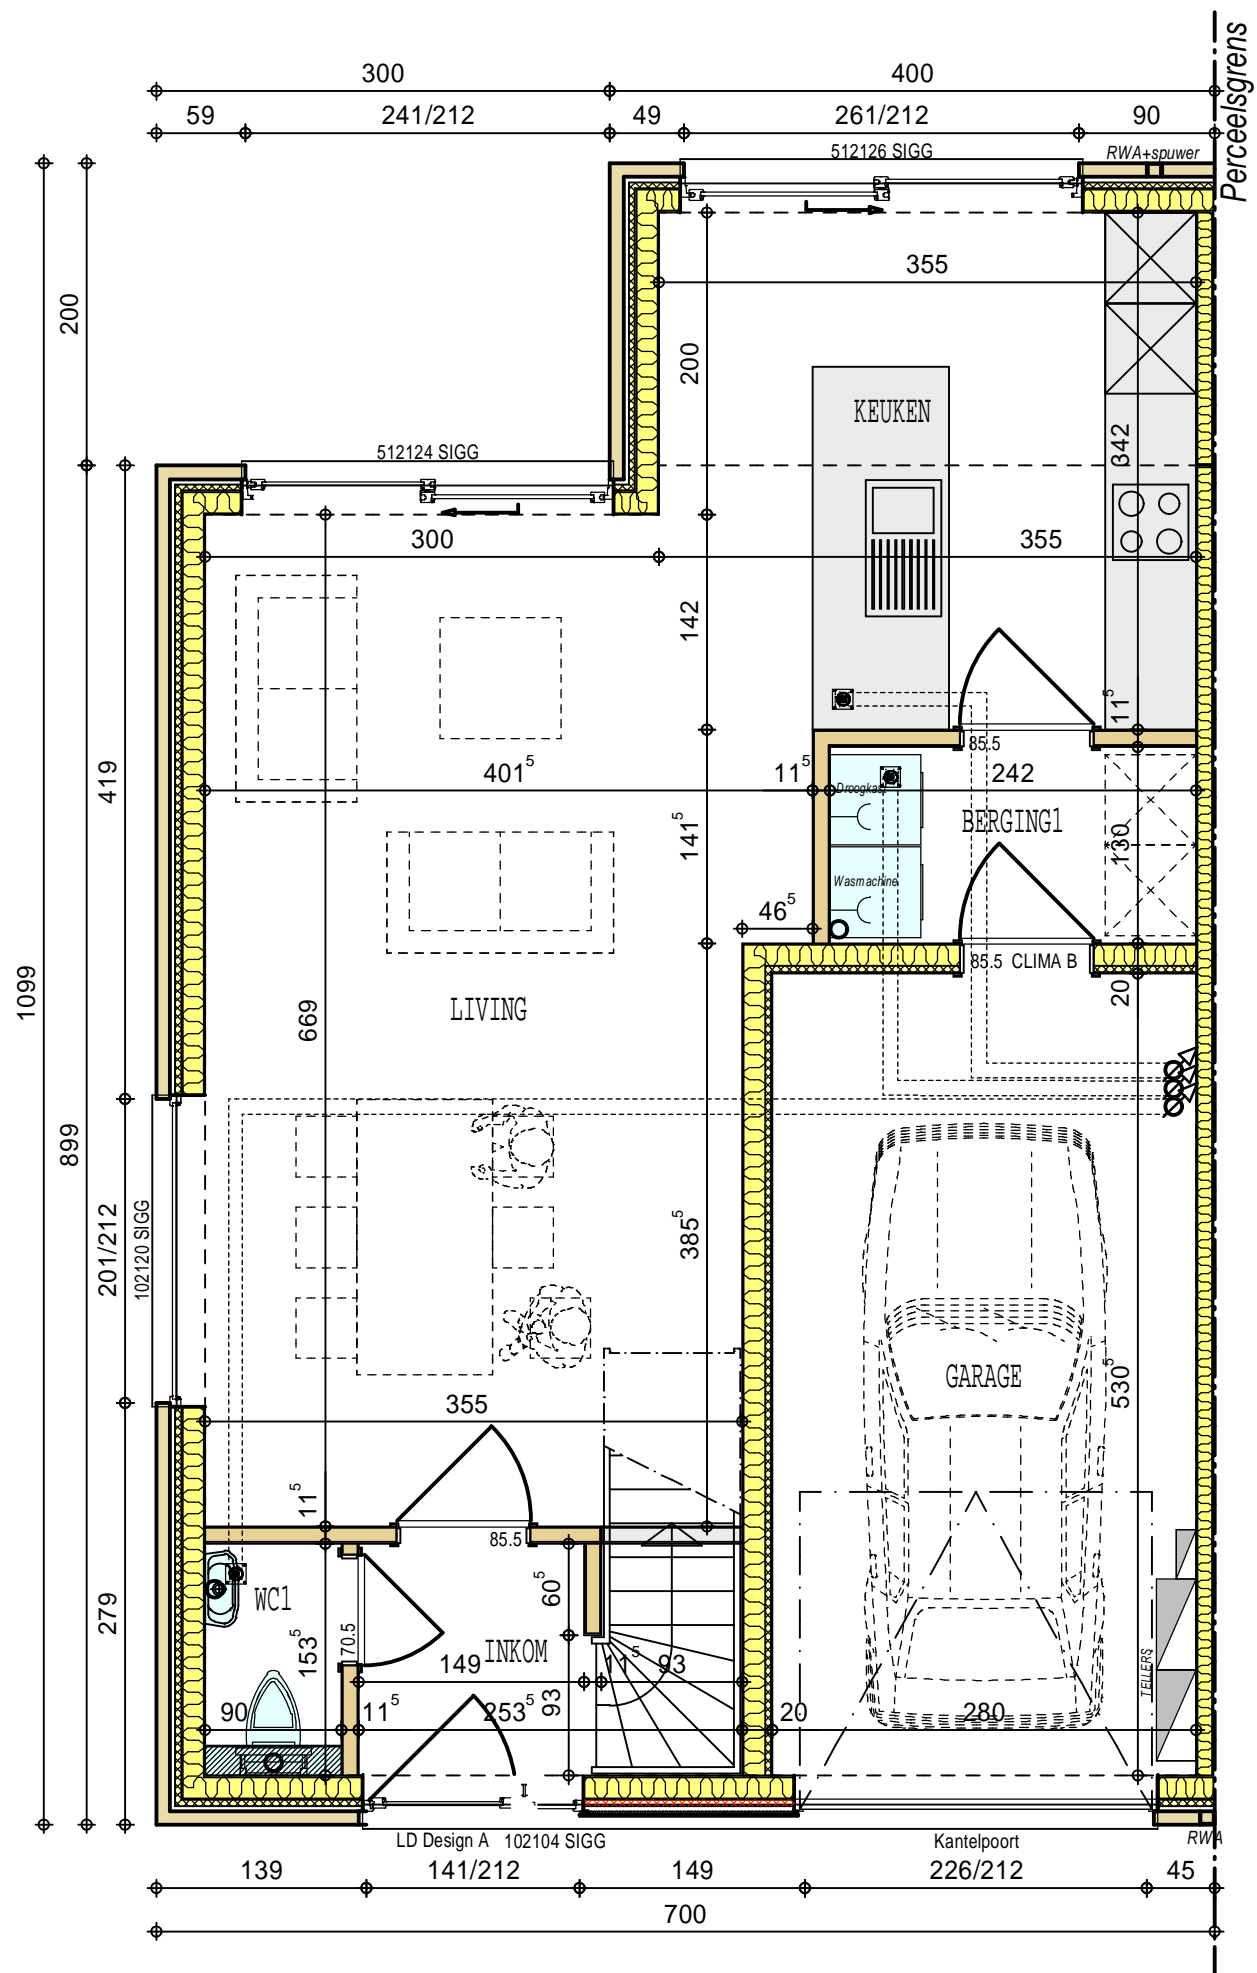 300
400
59
241/212
49
261/212
90
Perceelsgrens
512126 SIGG
RWA+spuwer
355
200
200
KEUKEN
342
512124 SIGG
300
355
142
11⁵
85.5
419
401⁵
11⁵
242
Droogkast
BERGING1
141⁵
130
Wasmachine
46⁵
85.5 CLIMA B
20
1099
669
LIVING
899
201/212
102120 SIGG
385⁵
GARAGE
530⁵
355
11⁵
85.5
279
WC1
153⁵
70.5
60⁵
INKOM
149
11⁵
93
TELLERS
90
11⁵
253⁵
93
20
280
LD Design A
102104 SIGG
Kantelpoort
RWA
139
141/212
149
226/212
45
700